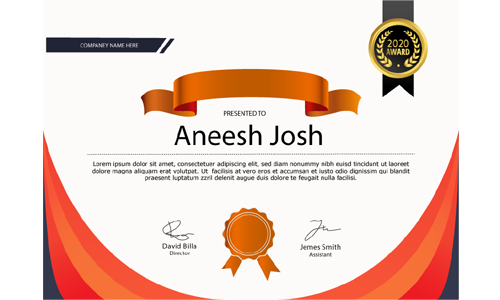 COMPANEY NAME HERE
2020
AWARD
PRESENTED TO
Aneesh Josh
Lorem ipsum dolor sit amet, consectetuer adipiscing elit, sed diam nonummy nibh euismod tincidunt ut laoreet
dolore magna aliquam erat volutpat. Ut facilisis at vero eros et accumsan et iusto odio dignissim qui blandit
praesent luptatum zzril delenit augue duis dolore te feugait nulla facilisi.
David Billa
Director
Jemes Smith
Assistant